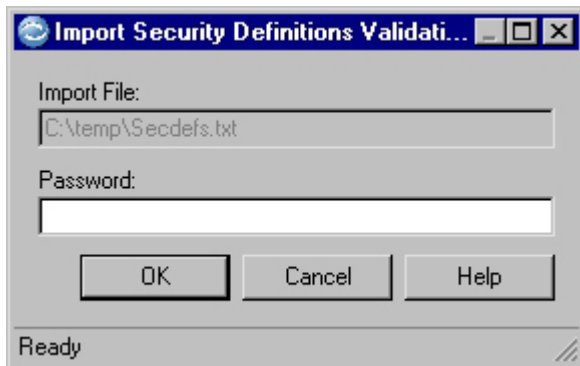 Import Security Definitions Validati...
Import File:
C:\temp\Secdefs.txt
Password:
OK Cancel Help
Ready